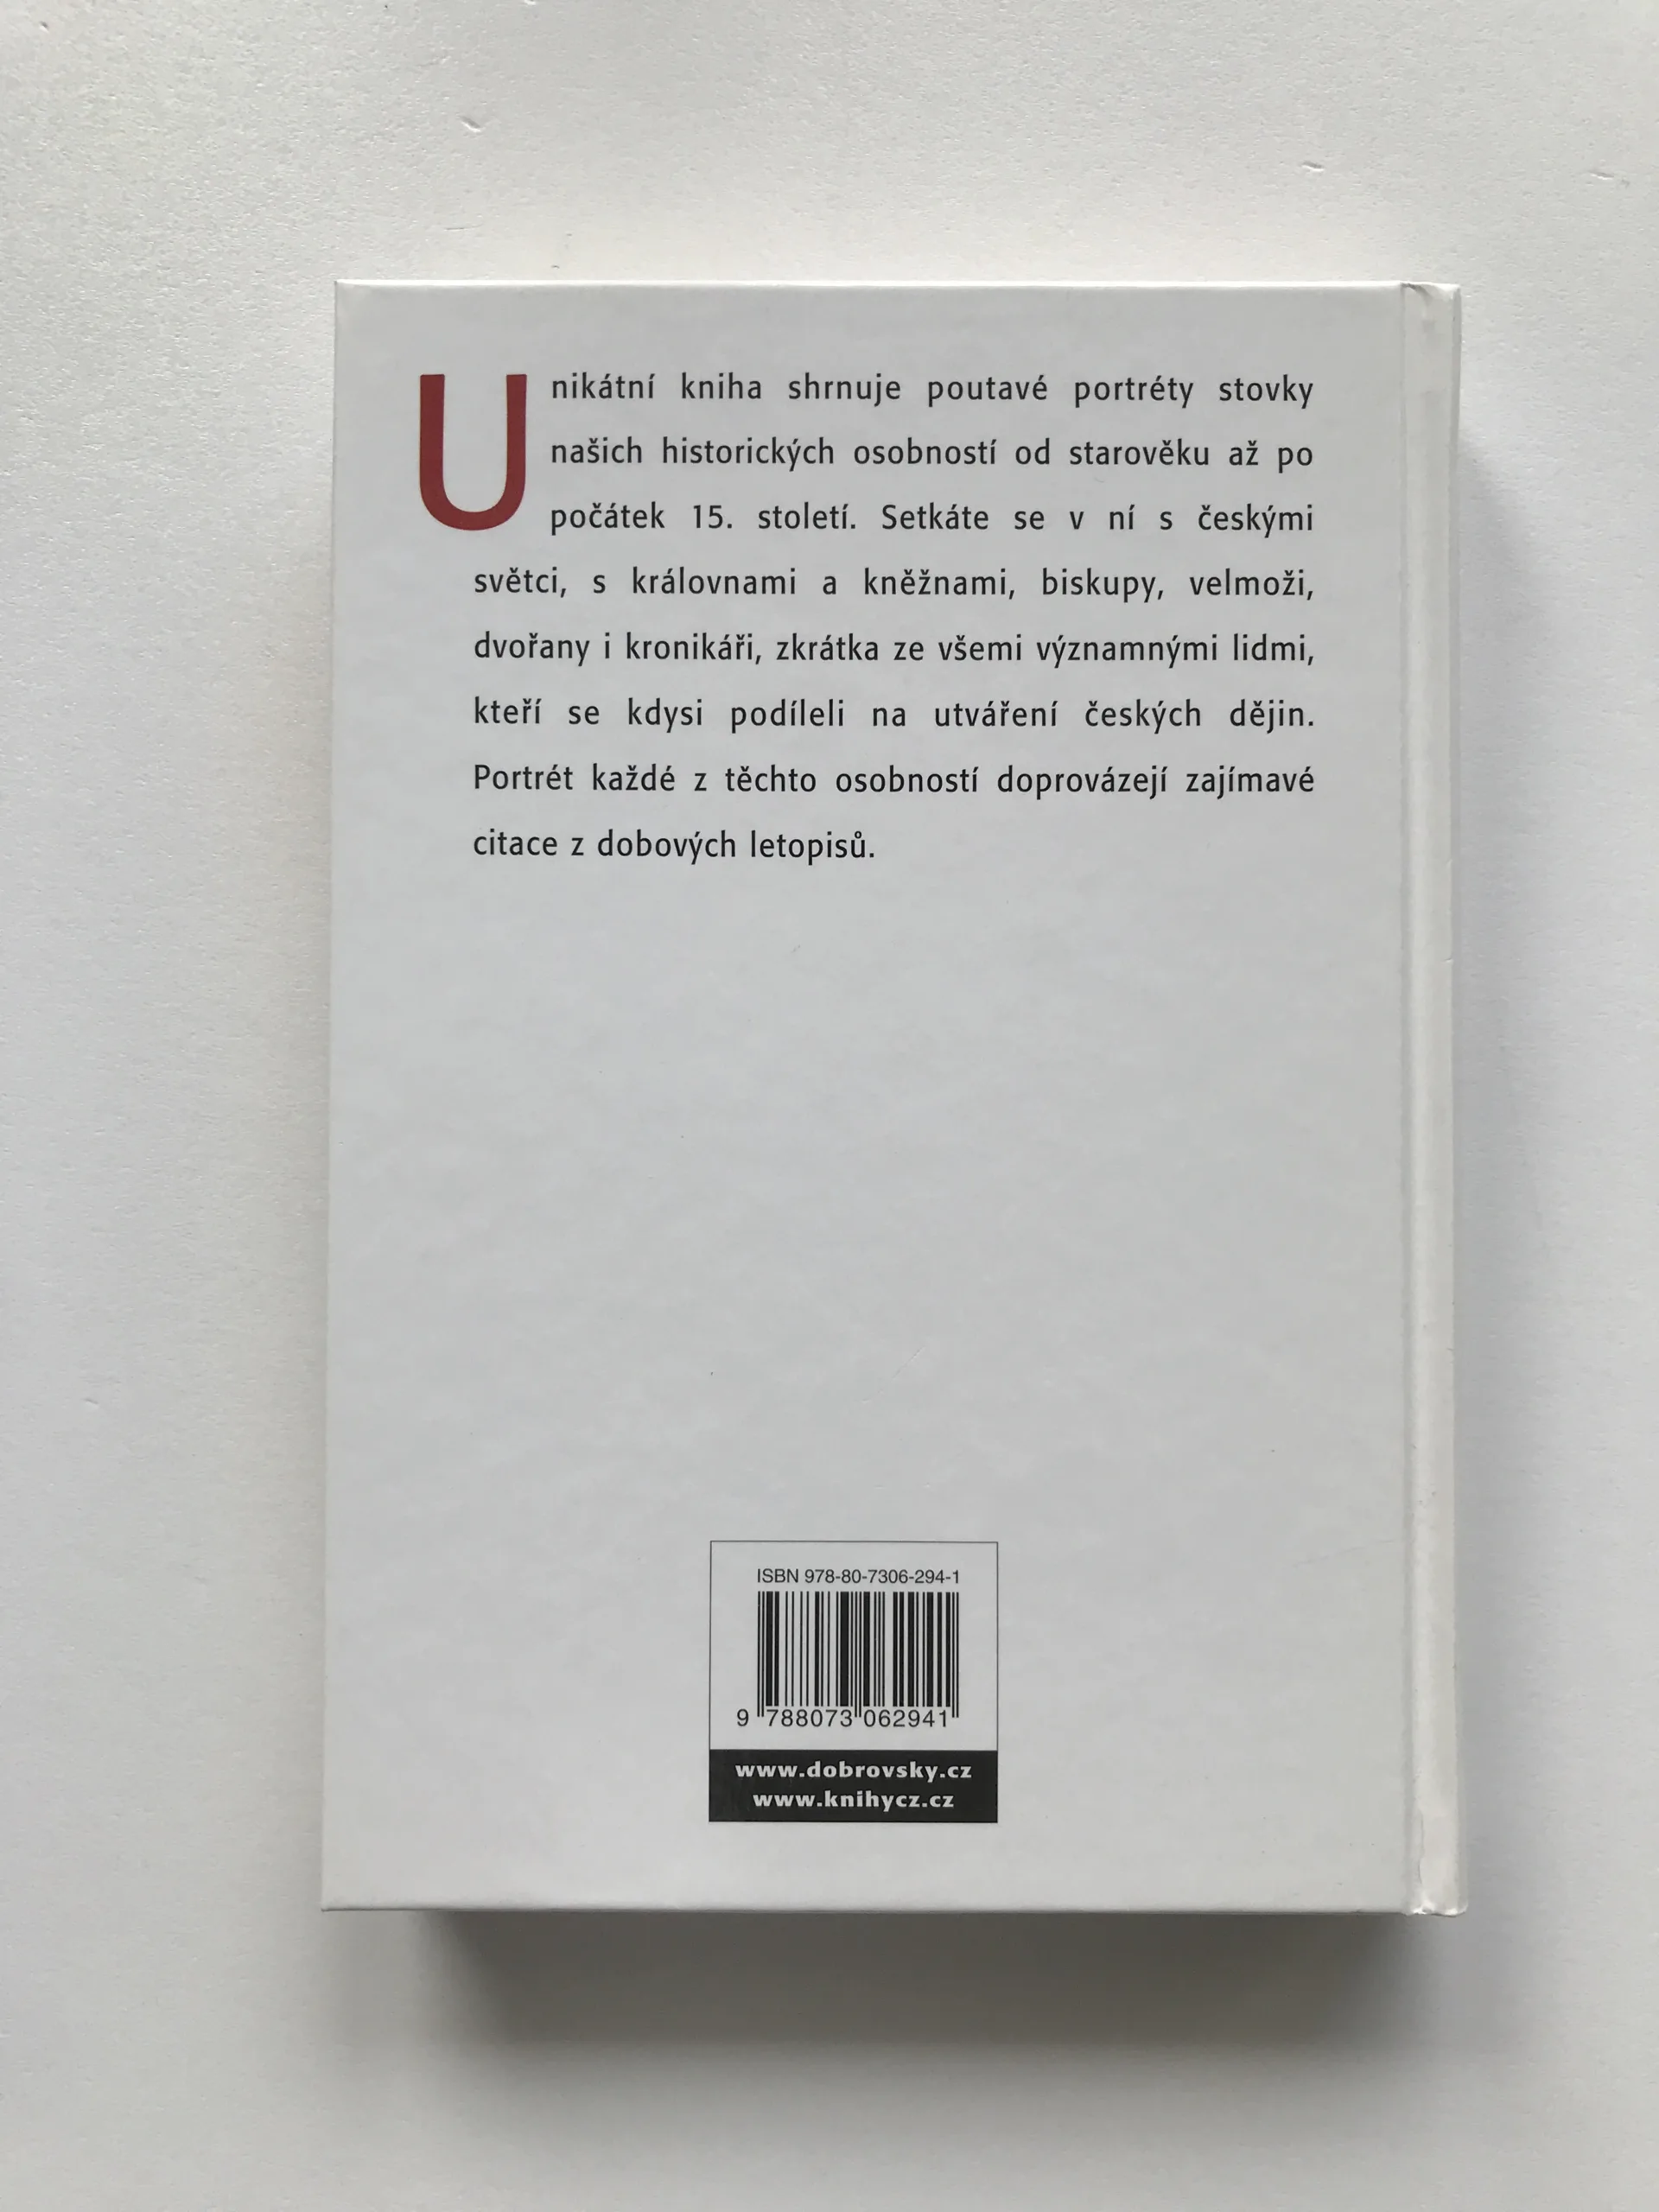 Unikátní kniha shrnuje poutavé portréty stovky
našich historických osobností od starověku až po
počátek 15. století. Setkáte se v ní s českými
světci, s královnami a kněžnami, biskupy, velmoži,
dvořany i kronikáři, zkrátka ze všemi významnými lidmi,
kteří se kdysi podíleli na utváření českých dějin.
Portrét každé z těchto osobností doprovázejí zajímavé
citace z dobových letopisů.
ISBN 978-80-7306-294-1
9 788073 062941
www.dobrovsky.cz
www.knihycz.cz